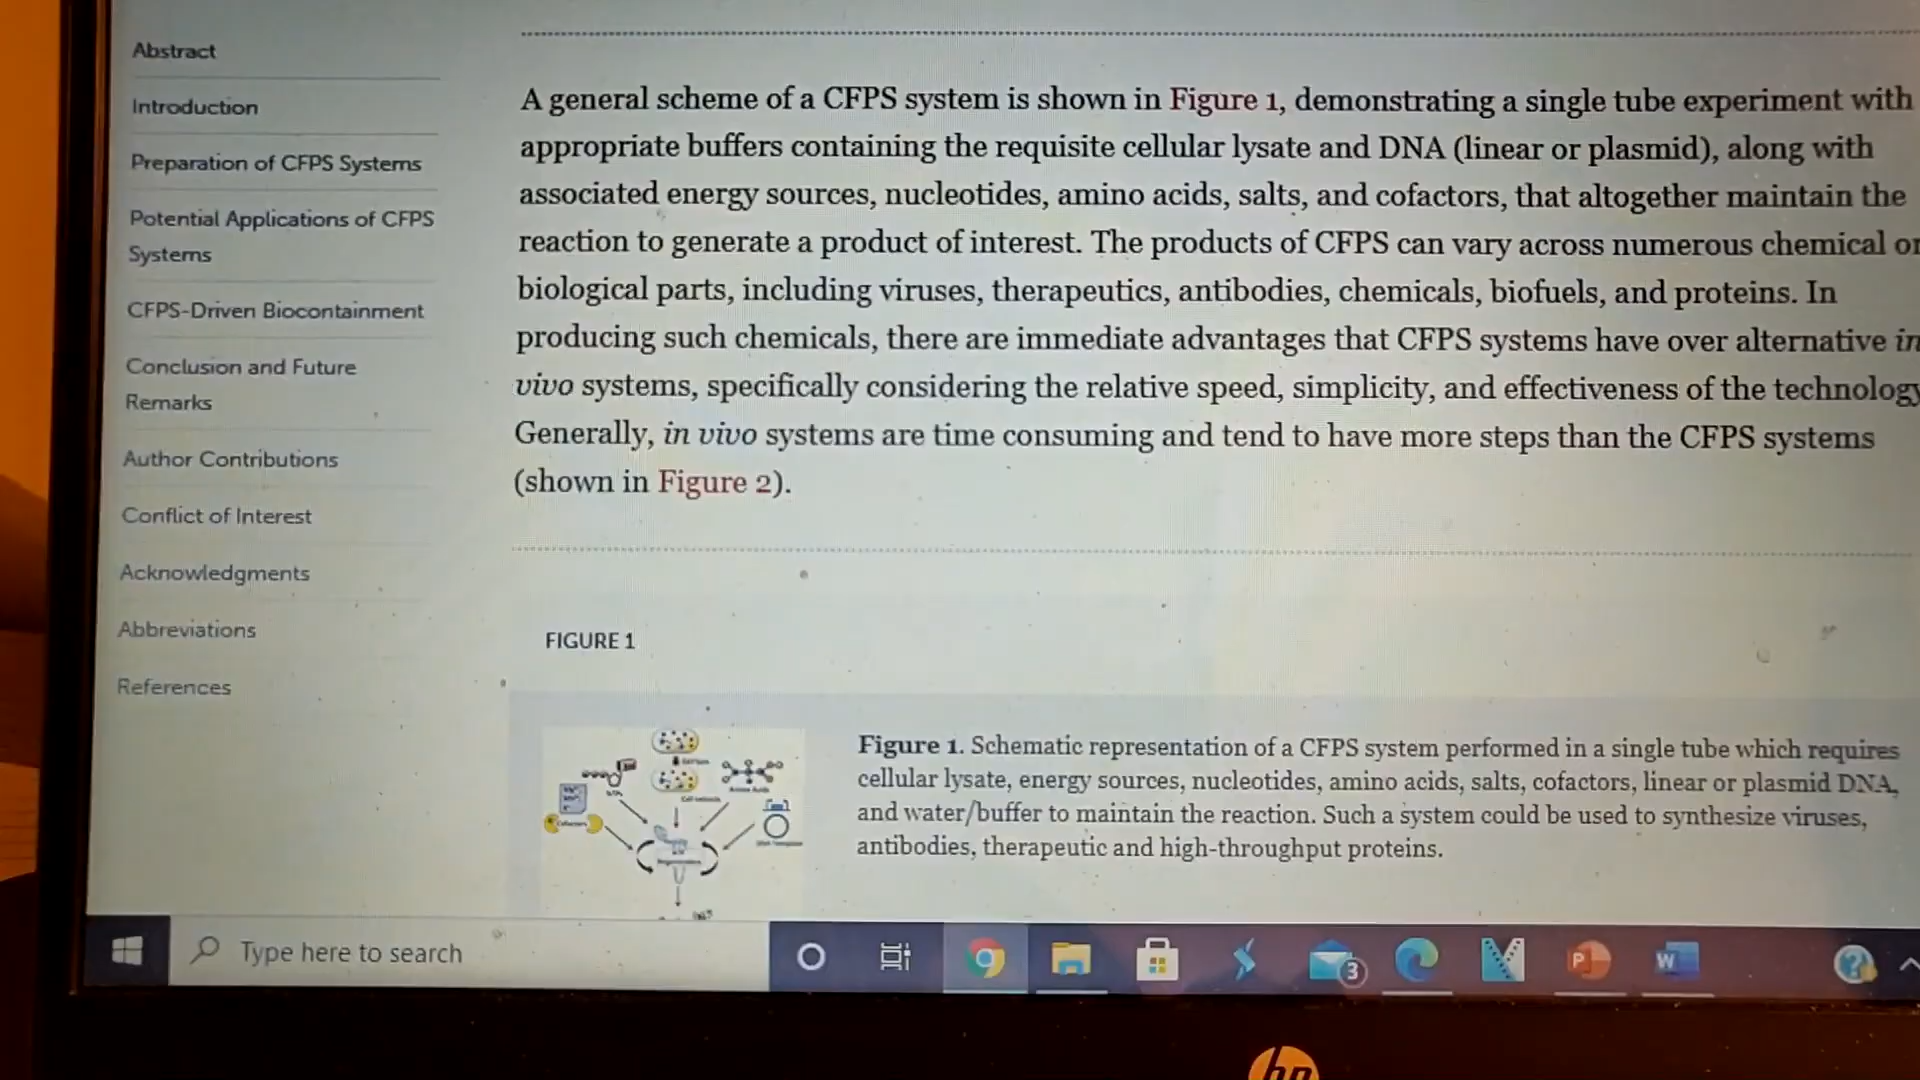 Abstract
Introduction
Preparation of CFPS Systems
Potential Applications of CFPS
Systems
CFPS-Driven Biocontainment
Conclusion and Future
Remarks
Author Contributions
Conflict of Interest
Acknowledgments
Abbreviations
References
A general scheme of a CFPS system is shown in Figure 1, demonstrating a single tube experiment with
appropriate buffers containing the requisite cellular lysate and DNA (linear or plasmid), along with
associated energy sources, nucleotides, amino acids, salts, and cofactors, that altogether maintain the
reaction to generate a product of interest. The products of CFPS can vary across numerous chemical or
biological parts, including viruses, therapeutics, antibodies, chemicals, biofuels, and proteins. In
producing such chemicals, there are immediate advantages that CFPS systems have over alternative in
vivo systems, specifically considering the relative speed, simplicity, and effectiveness of the technology
Generally, in vivo systems are time consuming and tend to have more steps than the CFPS systems
(shown in Figure 2).
FIGURE 1
Figure 1. Schematic representation of a CFPS system performed in a single tube which requires
cellular lysate, energy sources, nucleotides, amino acids, salts, cofactors, linear or plasmid DNA,
and water/buffer to maintain the reaction. Such a system could be used to synthesize viruses,
antibodies, therapeutic and high-throughput proteins.
Type here to search
3
P
W
?
hp